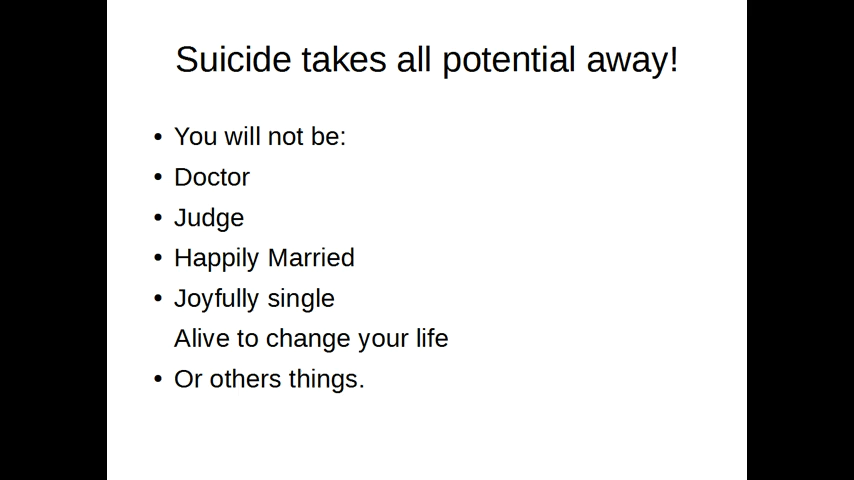 Suicide takes all potential away!
• You will not be:
• Doctor
• Judge
• Happily Married
• Joyfully single
Alive to change your life
• Or others things.